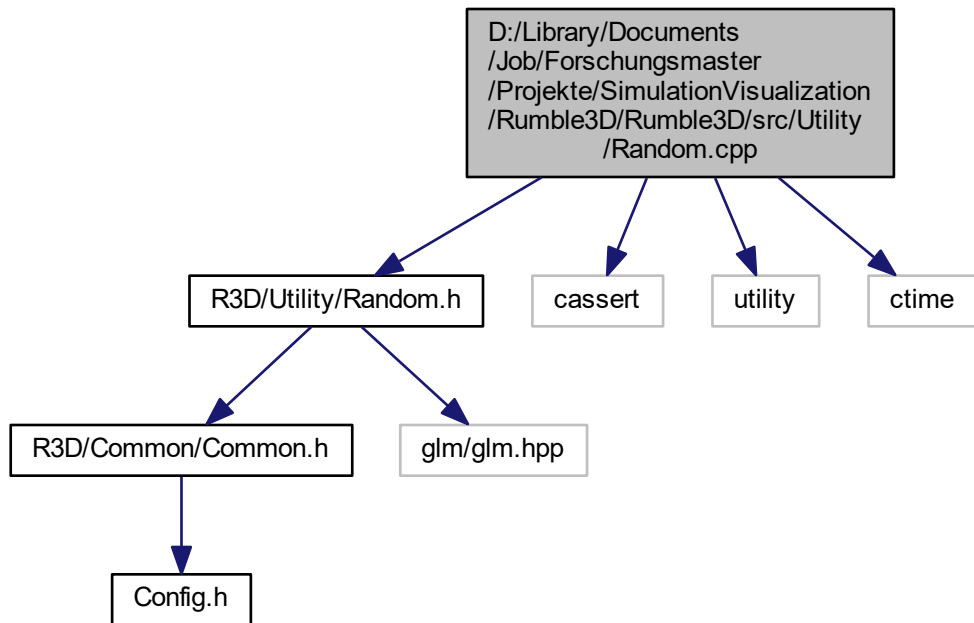 D:/Library/Documents
/Job/Forschungsmaster
/Projekte/SimulationVisualization
/Rumble3D/Rumble3D/src/Utility
/Random.cpp
R3D/Utility/Random.h
cassert
utility
ctime
R3D/Common/Common.h
glm/glm.hpp
Config.h